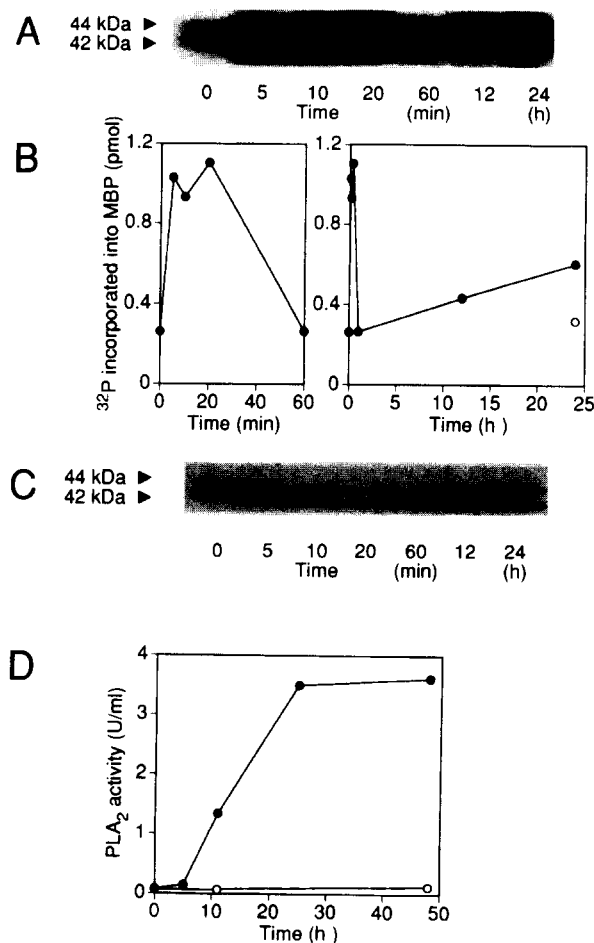 A
44 kDa ▶
42 kDa ▶
0 5 10 20 60 12 24
Time (min) (h)
B
³²P incorporated into MBP (pmol)
1.2
0.8
0.4
0
0 20 40 60
Time (min)
1.2
0.8
0.4
0
0 5 10 15 20 25
Time (h )
C
44 kDa ▶
42 kDa ▶
0 5 10 20 60 12 24
Time (min) (h)
D
PLA₂ activity (U/ml)
4
3
2
1
0
0 10 20 30 40 50
Time (h )